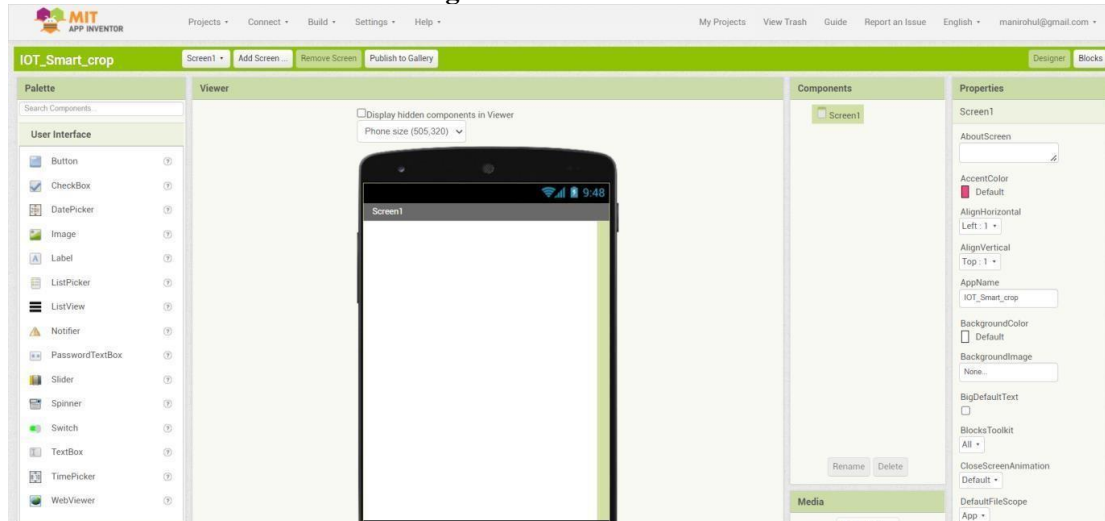 g
MIT
APP INVENTOR
Projects Connect Build Settings Help My Projects View Trash Guide Report an Issue English manirohul@gmail.com
IOT_Smart_crop Screen1 Add Screen ... Remove Screen Publish to Gallery Designer Blocks
Palette
Search Components...
User Interface
Button
CheckBox
DatePicker
Image
Label
ListPicker
ListView
Notifier
PasswordTextBox
Slider
Spinner
Switch
TextBox
TimePicker
WebViewer
Viewer
Display hidden components in Viewer
Phone size (505,320)
9:48
Screen1
Components
Screen1
Rename Delete
Media
Properties
Screen1
AboutScreen
AccentColor
Default
AlignHorizontal
Left : 1
AlignVertical
Top : 1
AppName
IOT_Smart_crop
BackgroundColor
Default
BackgroundImage
None...
BigDefaultText
BlocksToolkit
All
CloseScreenAnimation
Default
DefaultFileScope
App